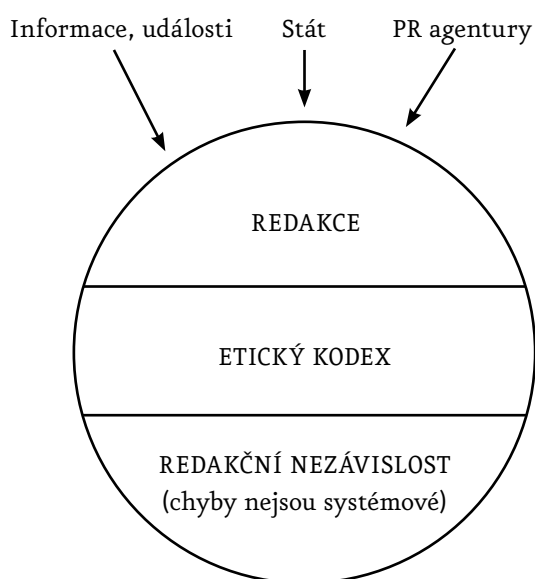 Informace, události Stát PR agentury
REDAKCE
ETICKÝ KODEX
REDAKČNÍ NEZÁVISLOST
(chyby nejsou systémové)